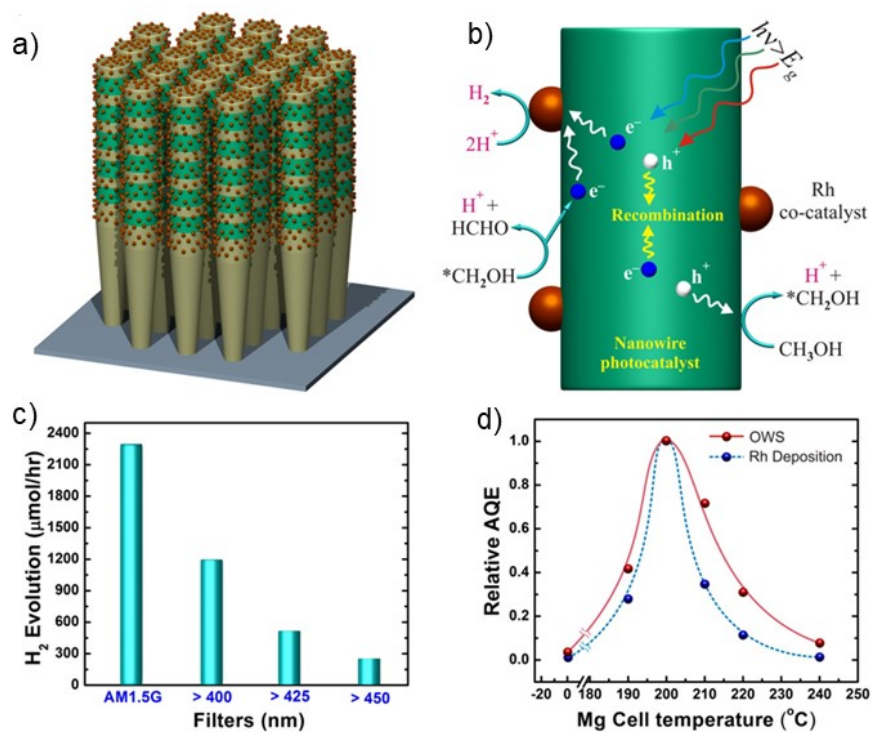 a)
b)
hν>E_g
H₂
2H⁺
e⁻
h⁺
e⁻
H⁺ +
HCHO
*CH₂OH
Recombination
Rh
co-catalyst
e⁻
h⁺
H⁺ +
*CH₂OH
CH₃OH
Nanowire
photocatalyst
c)
H₂ Evolution (μmol/hr)
2400
2100
1800
1500
1200
900
600
300
0
AM1.5G > 400 > 425 > 450
Filters (nm)
d)
Relative AQE
1.0
0.8
0.6
0.4
0.2
0.0
OWS
Rh Deposition
-20 0 180 190 200 210 220 230 240 250
Mg Cell temperature (°C)